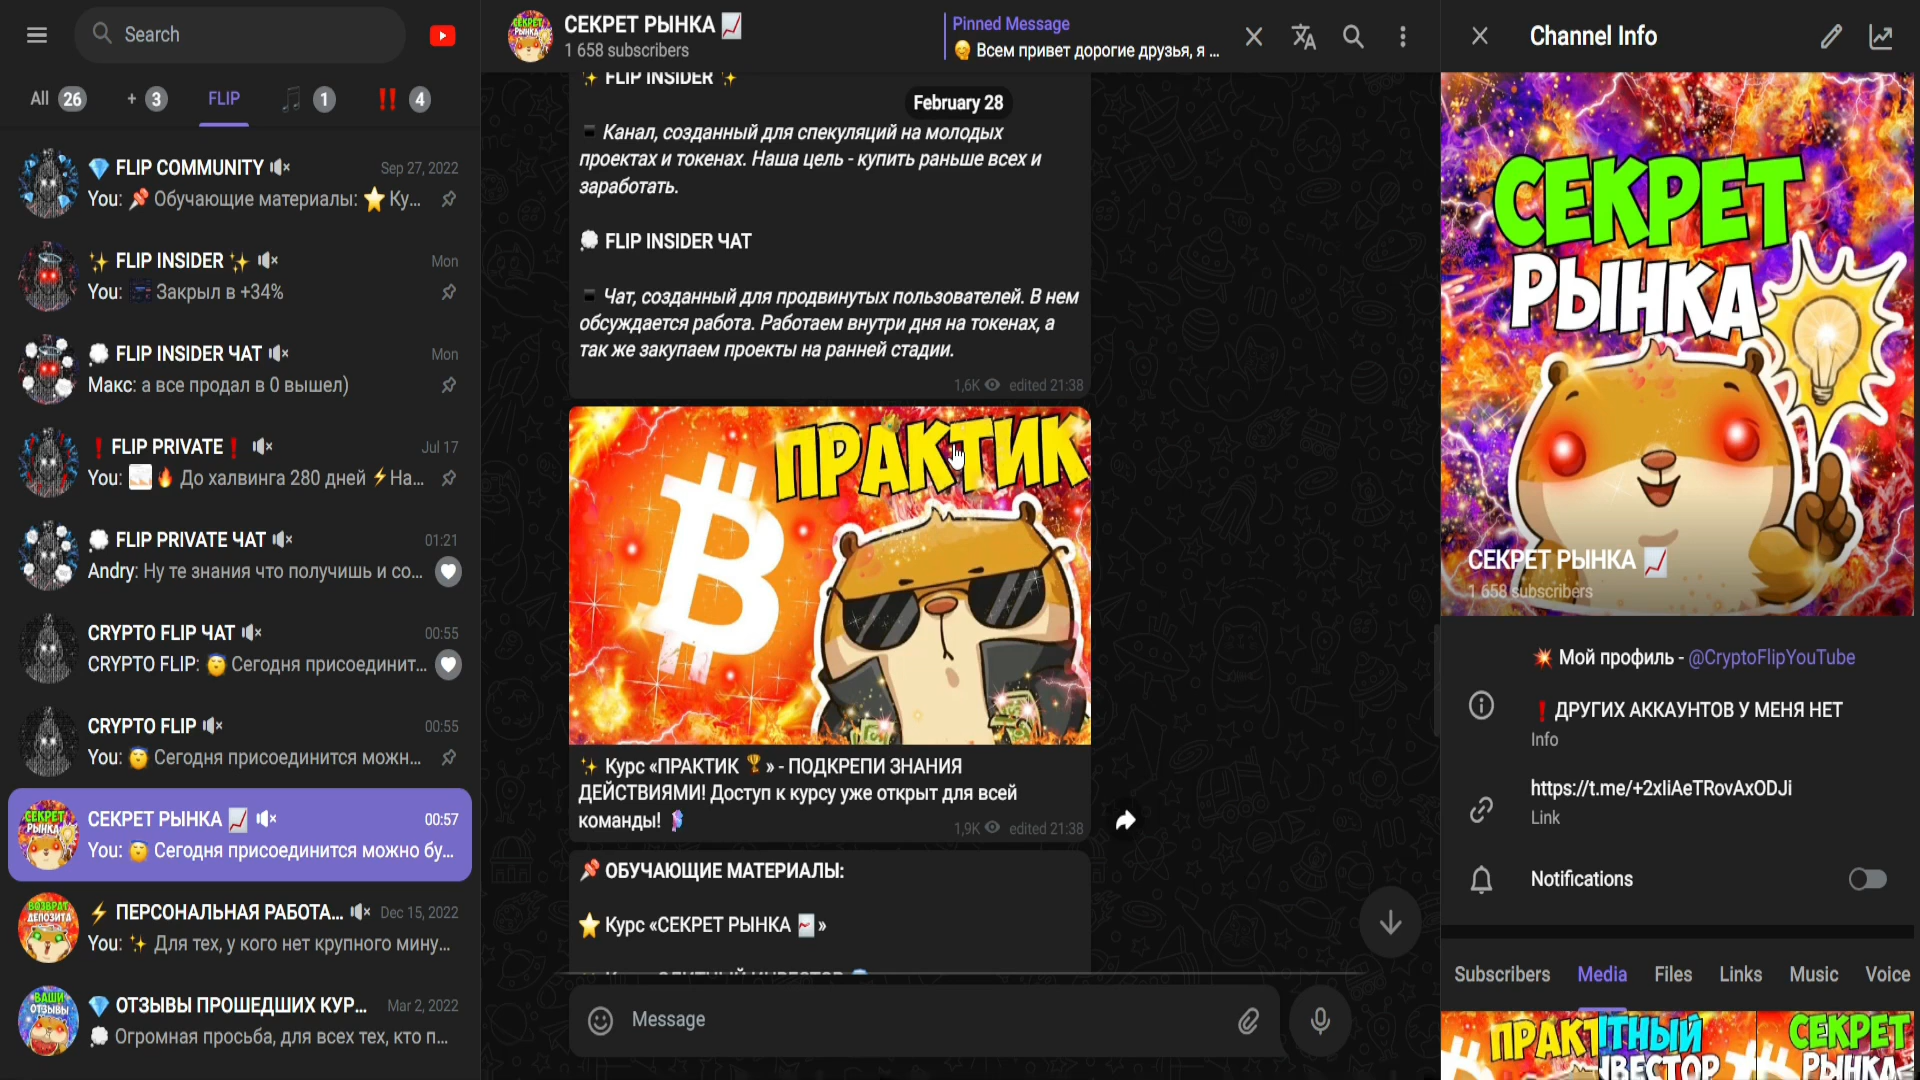 Search
All 26
+ 3
FLIP
1
4
FLIP COMMUNITY
Sep 27, 2022
You: 📌 Обучающие материалы: ⭐ Ку...
✨ FLIP INSIDER ✨
Mon
You: Закрыл в +34%
FLIP INSIDER ЧАТ
Mon
Макс: а все продал в 0 вышел)
❗ FLIP PRIVATE ❗
Jul 17
You: 🔥 До халвинга 280 дней ⚡На...
FLIP PRIVATE ЧАТ
01:21
Andry: Ну те знания что получишь и со...
CRYPTO FLIP ЧАТ
00:55
CRYPTO FLIP: Сегодня присоединит...
CRYPTO FLIP
00:55
You: Сегодня присоединится можн...
СЕКРЕТ РЫНКА 📈
00:57
You: Сегодня присоединится можно бу...
⚡ ПЕРСОНАЛЬНАЯ РАБОТА...
Dec 15, 2022
You: ✨ Для тех, у кого нет крупного мину...
ОТЗЫВЫ ПРОШЕДШИХ КУР...
Mar 2, 2022
Огромная просьба, для всех тех, кто п...
СЕКРЕТ РЫНКА 📈
1 658 subscribers
Pinned Message
Всем привет дорогие друзья, я ...
✨ FLIP INSIDER ✨
February 28
Канал, созданный для спекуляций на молодых
проектах и токенах. Наша цель - купить раньше всех и
заработать.
FLIP INSIDER ЧАТ
Чат, созданный для продвинутых пользователей. В нем
обсуждается работа. Работаем внутри дня на токенах, а
так же закупаем проекты на ранней стадии.
1,6K edited 21:38
ПРАКТИК
✨ Курс «ПРАКТИК 🏆» - ПОДКРЕПИ ЗНАНИЯ
ДЕЙСТВИЯМИ! Доступ к курсу уже открыт для всей
команды!
1,9K edited 21:38
📌 ОБУЧАЮЩИЕ МАТЕРИАЛЫ:
⭐ Курс «СЕКРЕТ РЫНКА 📈»
Message
Channel Info
СЕКРЕТ
РЫНКА
СЕКРЕТ РЫНКА 📈
1 658 subscribers
💥 Мой профиль - @CryptoFlipYouTube
❗ДРУГИХ АККАУНТОВ У МЕНЯ НЕТ
Info
https://t.me/+2xIiAeTRovAxODJi
Link
Notifications
Subscribers Media Files Links Music Voice
СЕКРЕТ
РЫНКА